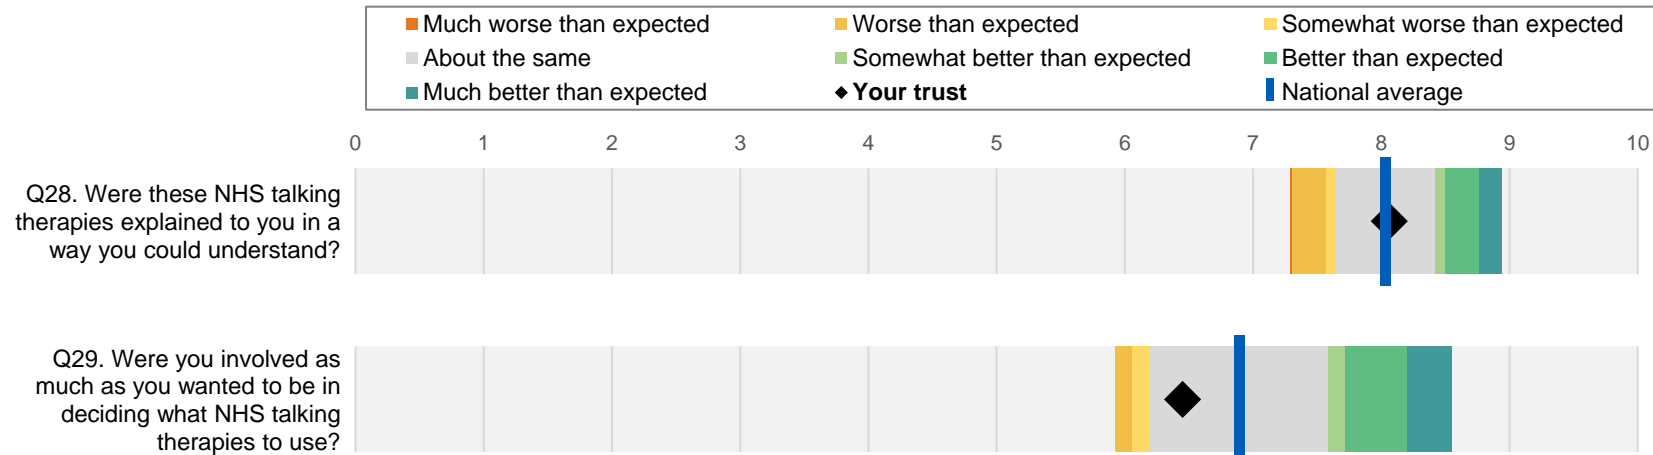 Much worse than expected Worse than expected Somewhat worse than expected
About the same Somewhat better than expected Better than expected
Much better than expected Your trust National average
0 1 2 3 4 5 6 7 8 9 10
Q28. Were these NHS talking
therapies explained to you in a
way you could understand?
Q29. Were you involved as
much as you wanted to be in
deciding what NHS talking
therapies to use?